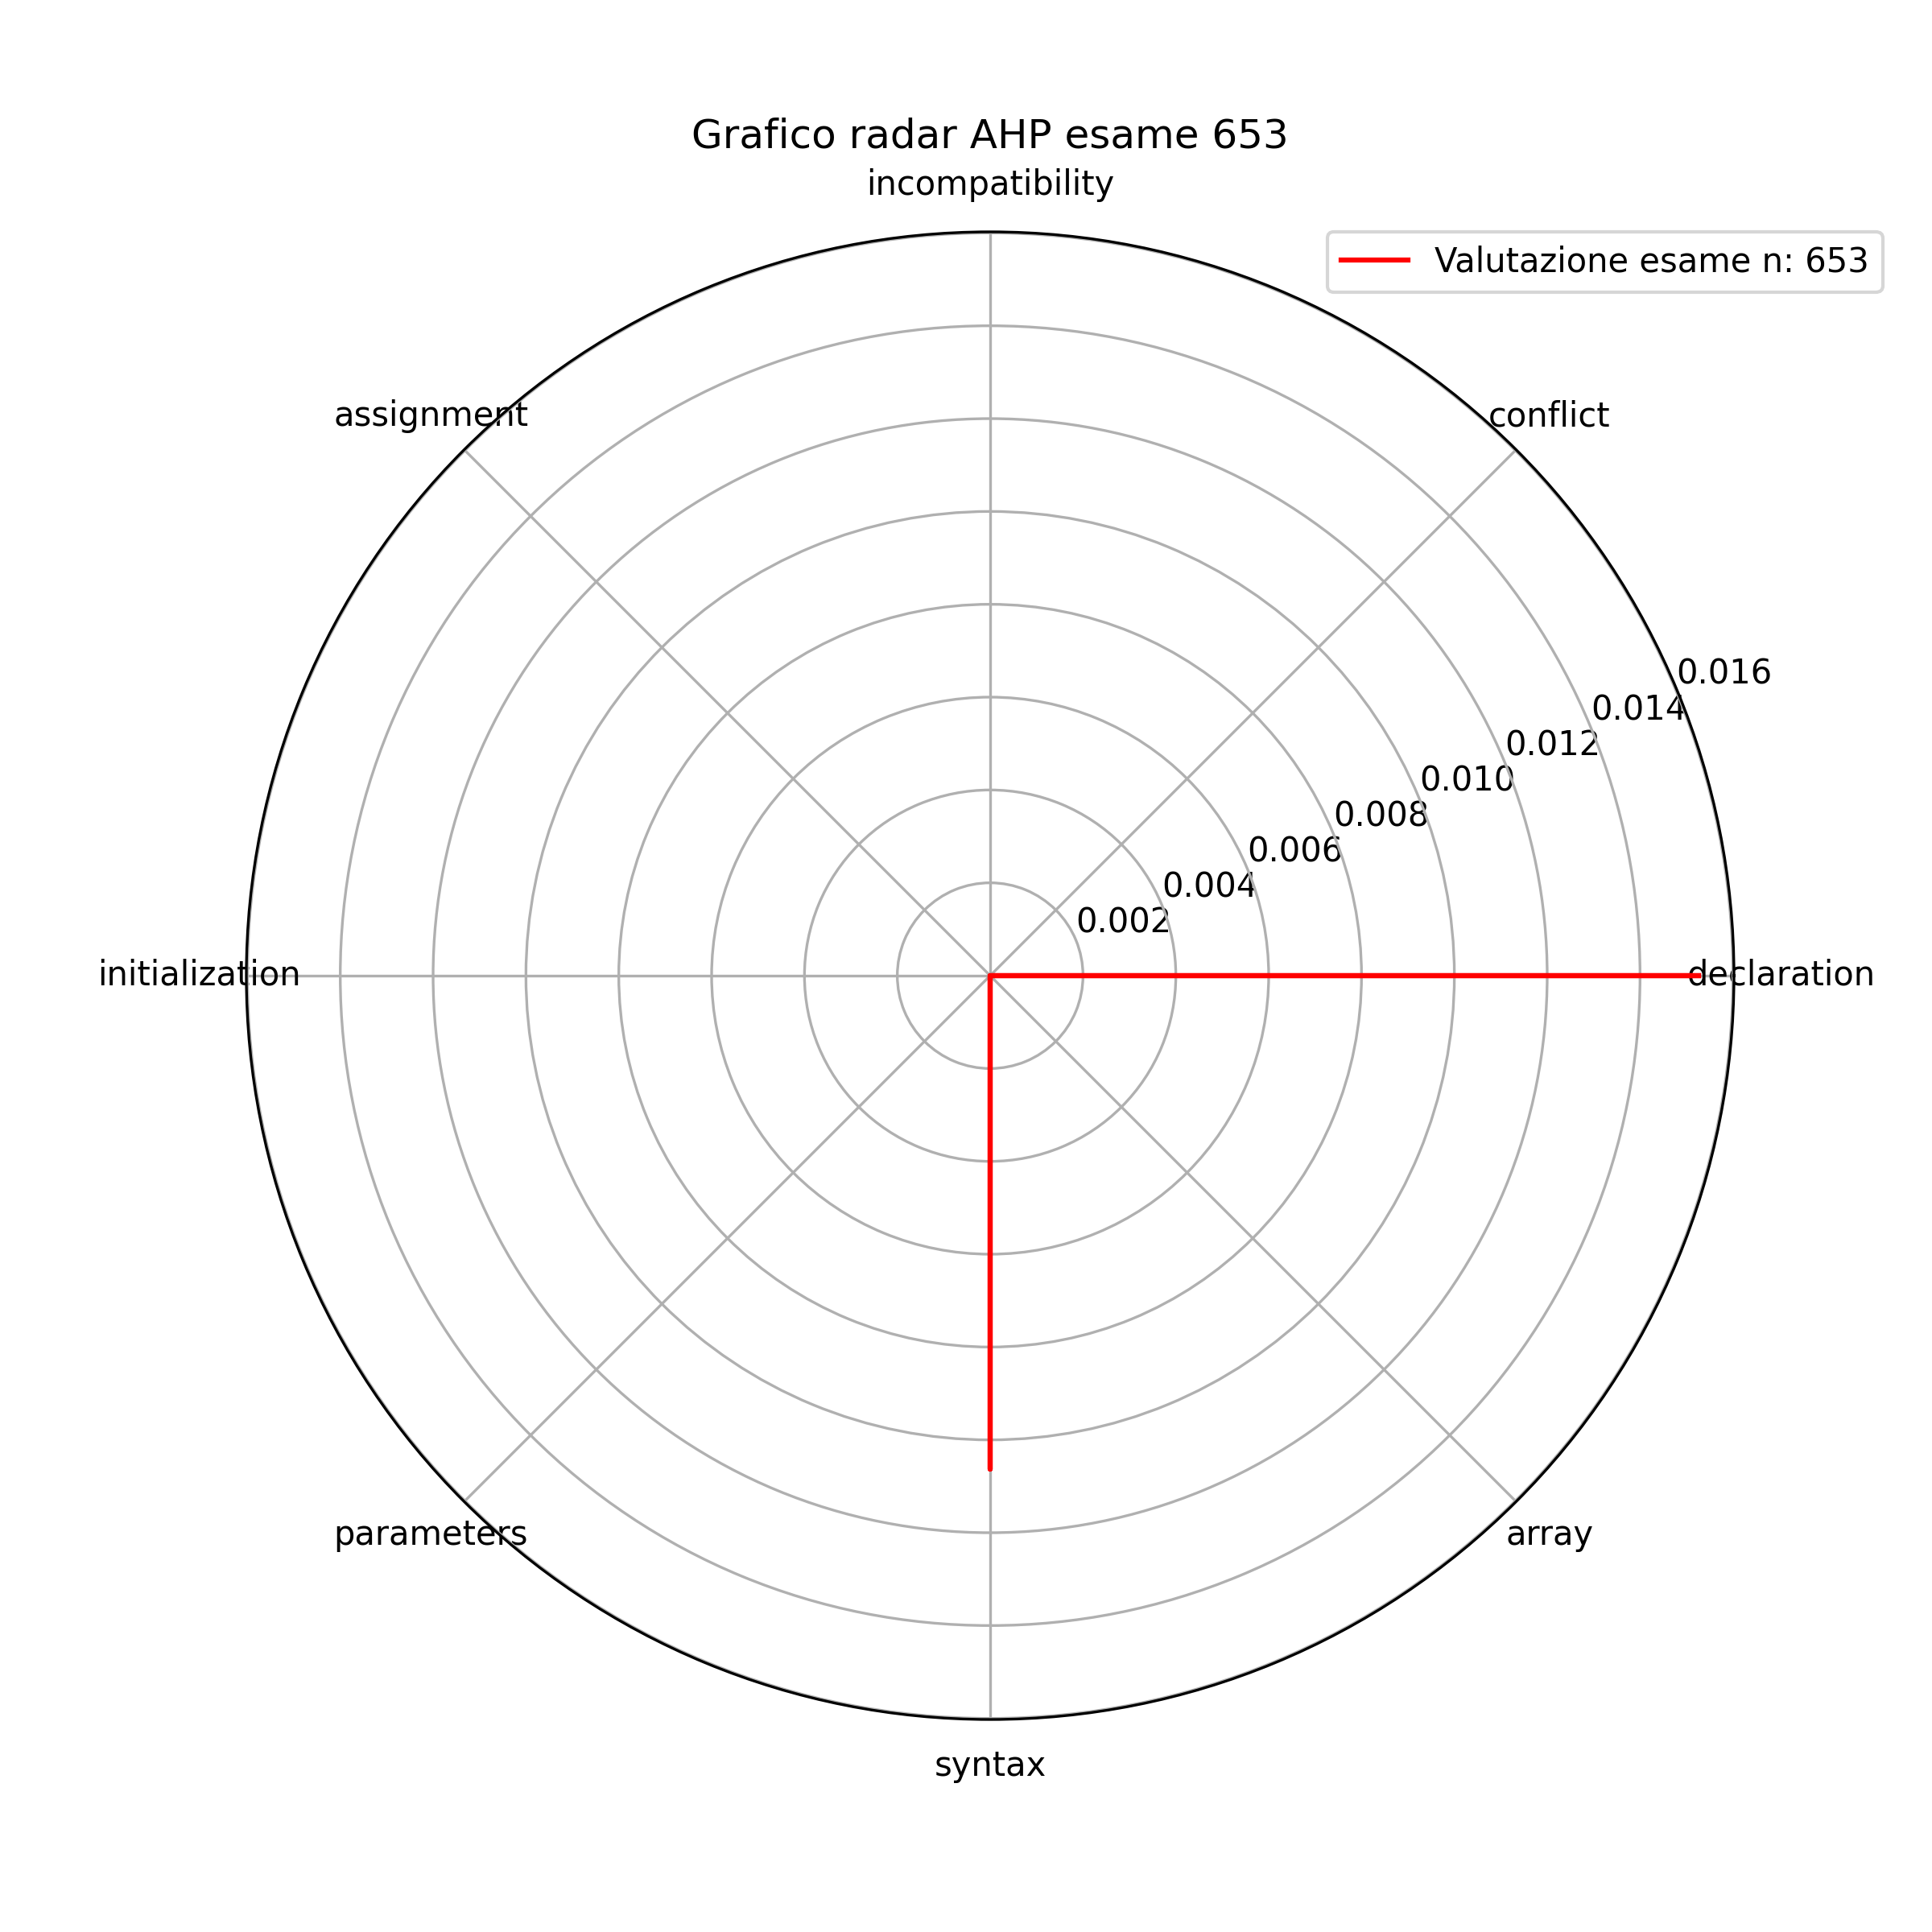 Grafico radar AHP esame 653
incompatibility
Valutazione esame n: 653
assignment
conflict
0.016
0.014
0.012
0.010
0.008
0.006
0.004
0.002
initialization
declaration
parameters
array
syntax